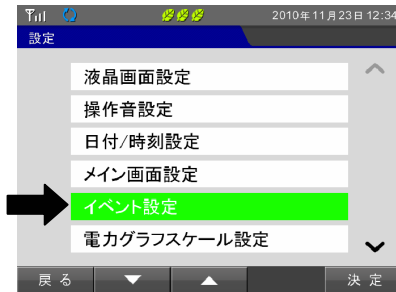 2010年11月23日 12:34
設定
液晶画面設定
操作音設定
日付/時刻設定
メイン画面設定
イベント設定
電力グラフスケール設定
戻る 決定